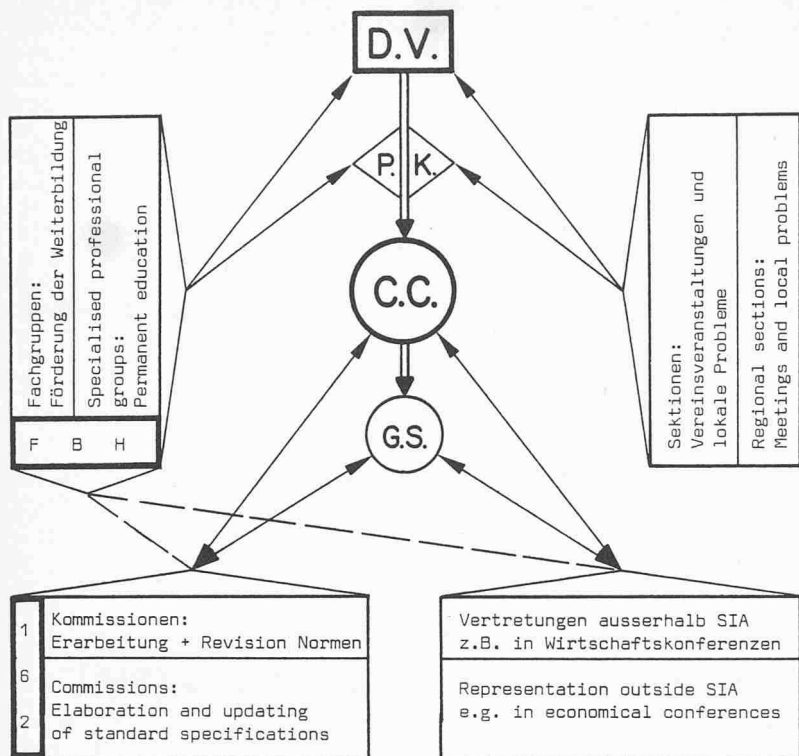 D.V.
P. K.
C.C.
G.S.
Fachgruppen:
Förderung der Weiterbildung
Specialised professional
groups:
Permanent education
F B H
Sektionen:
Vereinsveranstaltungen und
lokale Probleme
Regional sections:
Meetings and local problems
1
6
2
Kommissionen:
Erarbeitung + Revision Normen
Commissions:
Elaboration and updating
of standard specifications
Vertretungen ausserhalb SIA
z.B. in Wirtschaftskonferenzen
Representation outside SIA
e.g. in economical conferences